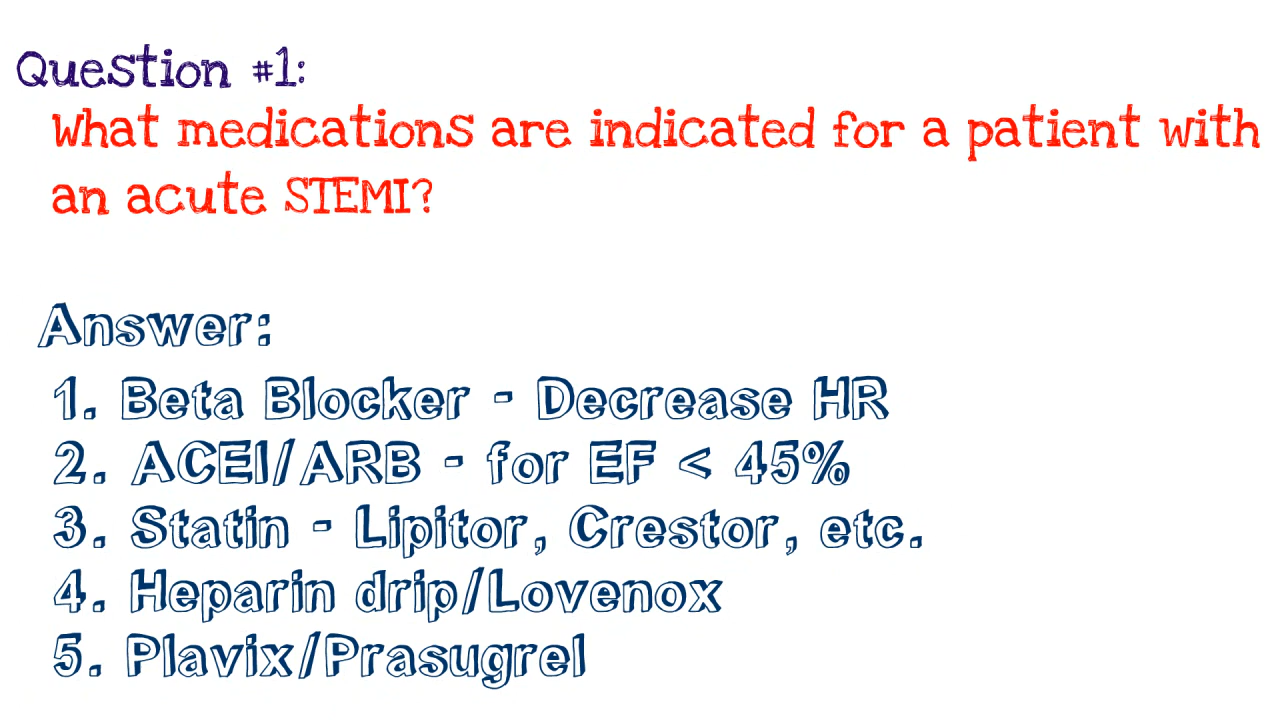 Question #1:
What medications are indicated for a patient with
an acute STEMI?
Answer:
1. Beta Blocker - Decrease HR
2. ACEI/ARB - for EF < 45%
3. Statin - Lipitor, Crestor, etc.
4. Heparin drip/Lovenox
5. Plavix/Prasugrel